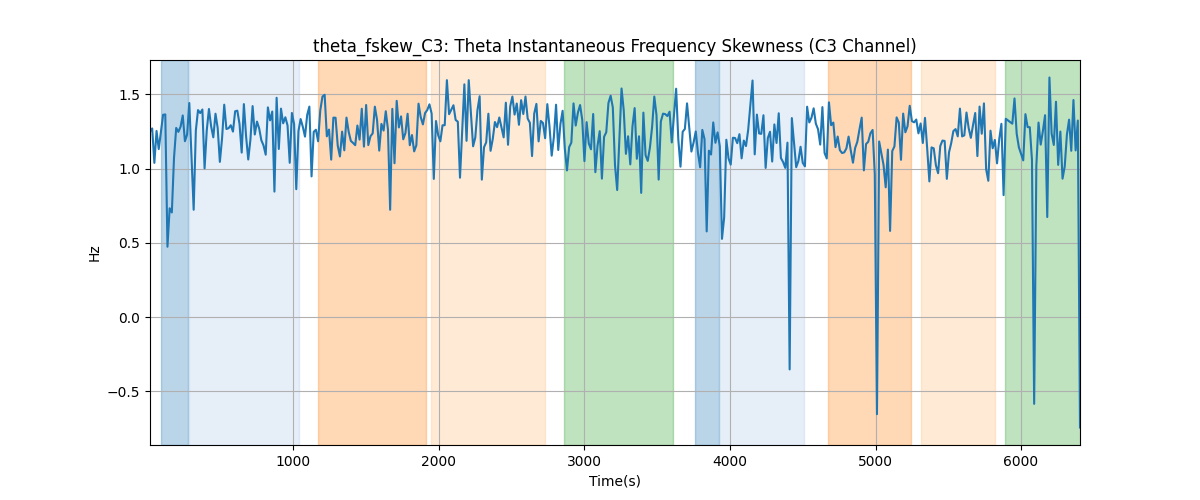 theta_fskew_C3: Theta Instantaneous Frequency Skewness (C3 Channel)
1.5
1.0
0.5
0.0
−0.5
Hz
1000 2000 3000 4000 5000 6000
Time(s)